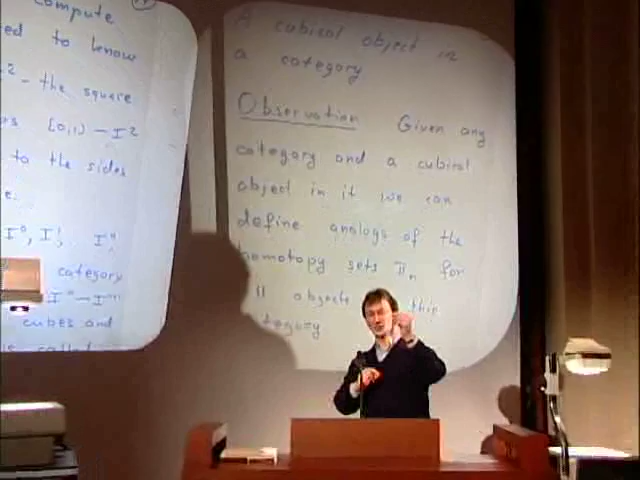 compute
ed to know
2 - the square
[0,1) - I²
to the sides
I⁰, I¹, Iⁿ
category
Iⁿ - Iᵐ
cubes and
A cubical object in
a category
Observation Given any
category and a cubical
object in it we can
define analogs of the
homotopy sets Πn for
all objects this
category